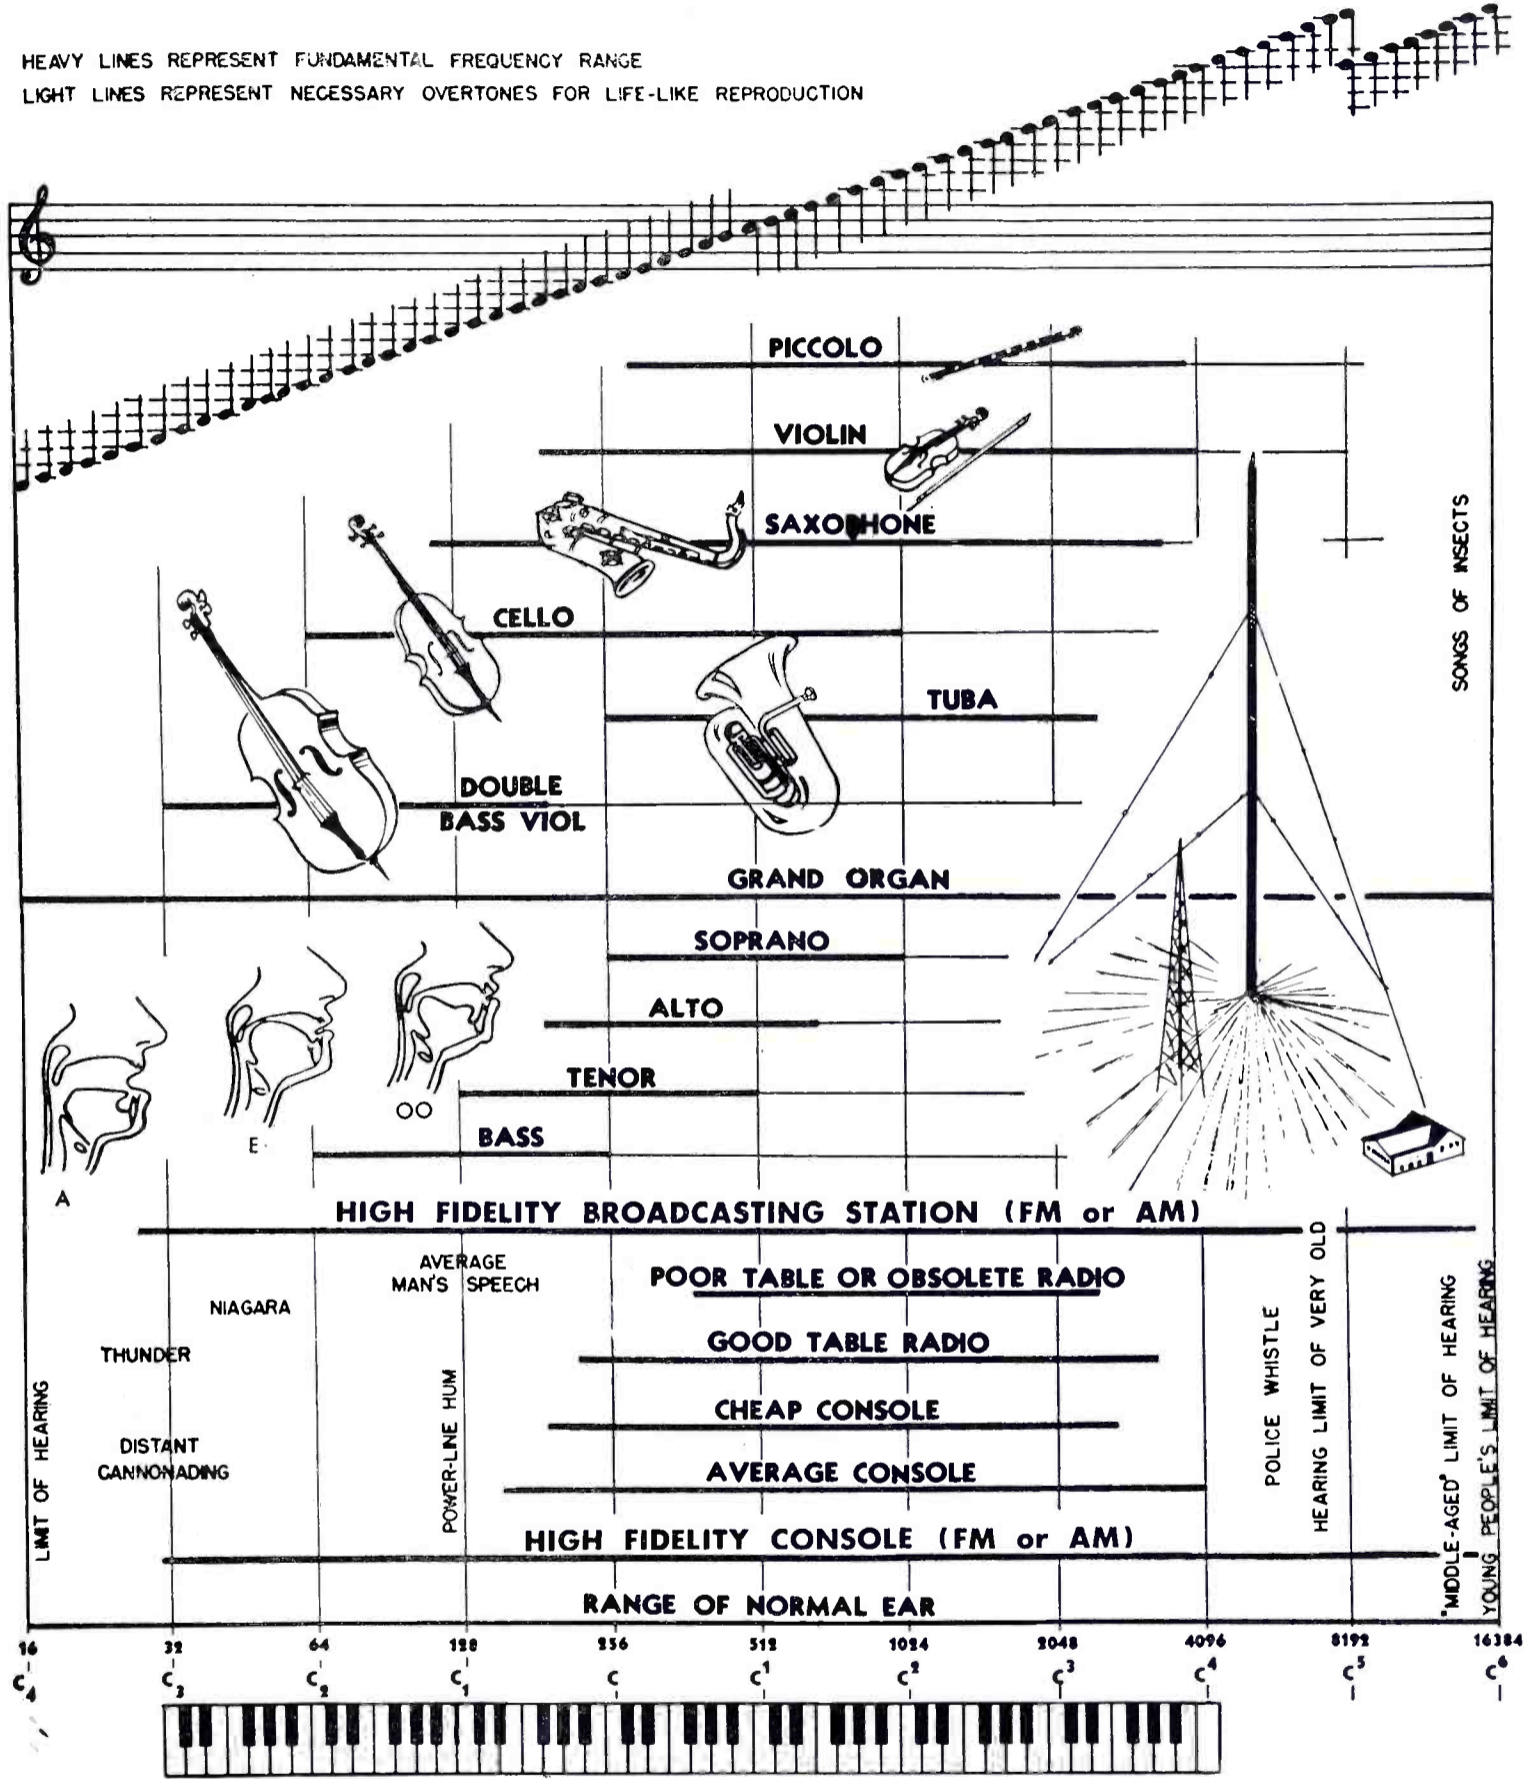 HEAVY LINES REPRESENT FUNDAMENTAL FREQUENCY RANGE
LIGHT LINES REPRESENT NECESSARY OVERTONES FOR LIFE-LIKE REPRODUCTION
PICCOLO
VIOLIN
SAXOPHONE
CELLO
TUBA
DOUBLE
BASS VIOL
GRAND ORGAN
SOPRANO
ALTO
TENOR
BASS
A
E
OO
SONGS OF INSECTS
HIGH FIDELITY BROADCASTING STATION (FM or AM)
AVERAGE
MAN'S SPEECH
POOR TABLE OR OBSOLETE RADIO
NIAGARA
GOOD TABLE RADIO
THUNDER
CHEAP CONSOLE
DISTANT
CANNONADING
AVERAGE CONSOLE
HIGH FIDELITY CONSOLE (FM or AM)
RANGE OF NORMAL EAR
LIMIT OF HEARING
POWER-LINE HUM
POLICE WHISTLE
HEARING LIMIT OF VERY OLD
"MIDDLE-AGED" LIMIT OF HEARING
YOUNG PEOPLE'S LIMIT OF HEARING
16 32 64 128 256 512 1024 2048 4096 8192 16384
C4 C3 C2 C1 C C1 C2 C3 C4 C5 C6